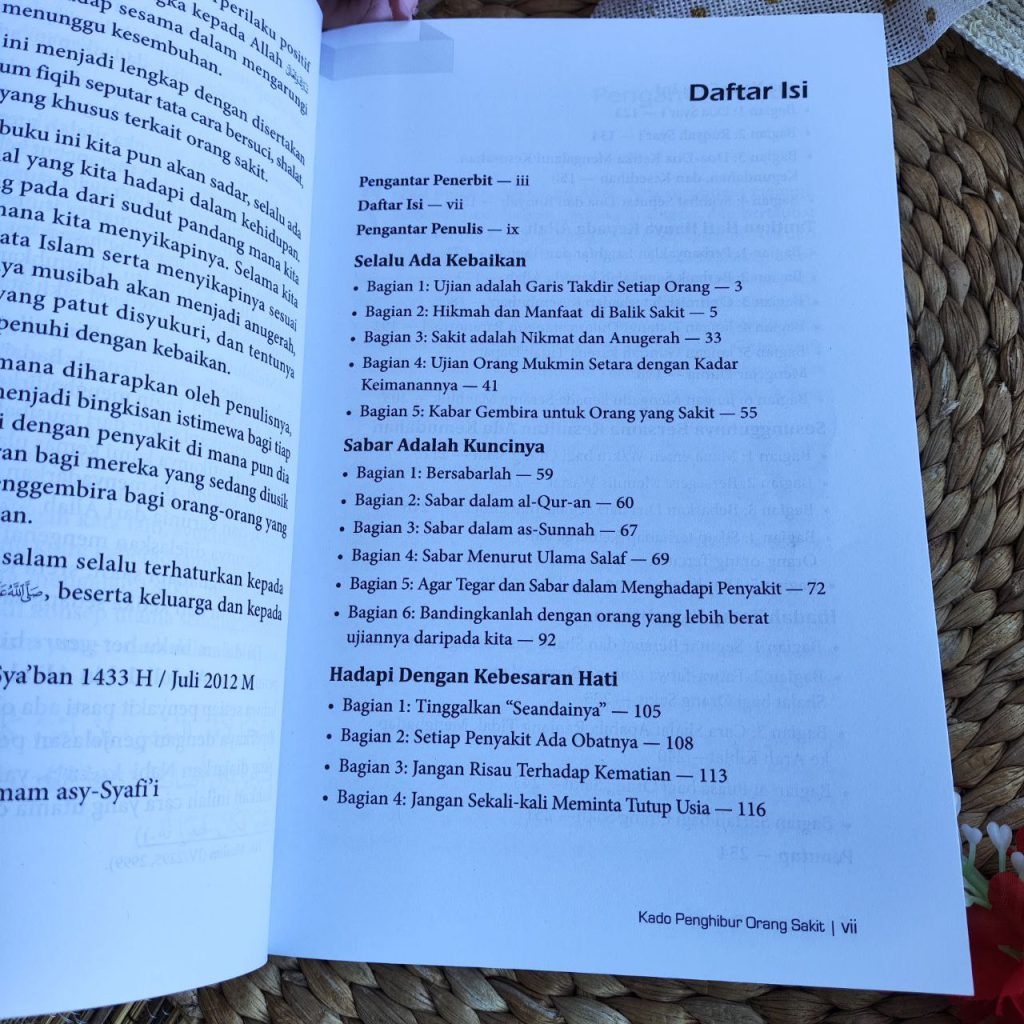 perilaku positif
ngka kepada Allah
dap sesama dalam mengarungi
menunggu kesembuhan.
ini menjadi lengkap dengan disertakan
um fiqih seputar tata cara bersuci, shalat,
yang khusus terkait orang sakit.
buku ini kita pun akan sadar, selalu ada
al yang kita hadapi dalam kehidupan.
g pada dari sudut pandang mana kita
mana kita menyikapinya. Selama kita
ata Islam serta menyikapinya sesuai
ya musibah akan menjadi anugerah,
yang patut disyukuri, dan tentunya
penuhi dengan kebaikan.
mana diharapkan oleh penulisnya,
menjadi bingkisan istimewa bagi tiap
i dengan penyakit di mana pun dia
ran bagi mereka yang sedang diusik
enggembira bagi orang-orang yang
an.
salam selalu terhaturkan kepada
ﷺ, beserta keluarga dan kepada
Sya'ban 1433 H / Juli 2012 M
mam asy-Syafi'i
Daftar Isi
Pengantar Penerbit — iii
Daftar Isi — vii
Pengantar Penulis — ix
Selalu Ada Kebaikan
• Bagian 1: Ujian adalah Garis Takdir Setiap Orang — 3
• Bagian 2: Hikmah dan Manfaat di Balik Sakit — 5
• Bagian 3: Sakit adalah Nikmat dan Anugerah — 33
• Bagian 4: Ujian Orang Mukmin Setara dengan Kadar
Keimanannya — 41
• Bagian 5: Kabar Gembira untuk Orang yang Sakit — 55
Sabar Adalah Kuncinya
• Bagian 1: Bersabarlah — 59
• Bagian 2: Sabar dalam al-Qur-an — 60
• Bagian 3: Sabar dalam as-Sunnah — 67
• Bagian 4: Sabar Menurut Ulama Salaf — 69
• Bagian 5: Agar Tegar dan Sabar dalam Menghadapi Penyakit — 72
• Bagian 6: Bandingkanlah dengan orang yang lebih berat
ujiannya daripada kita — 92
Hadapi Dengan Kebesaran Hati
• Bagian 1: Tinggalkan “Seandainya” — 105
• Bagian 2: Setiap Penyakit Ada Obatnya — 108
• Bagian 3: Jangan Risau Terhadap Kematian — 113
• Bagian 4: Jangan Sekali-kali Meminta Tutup Usia — 116
Kado Penghibur Orang Sakit | vii